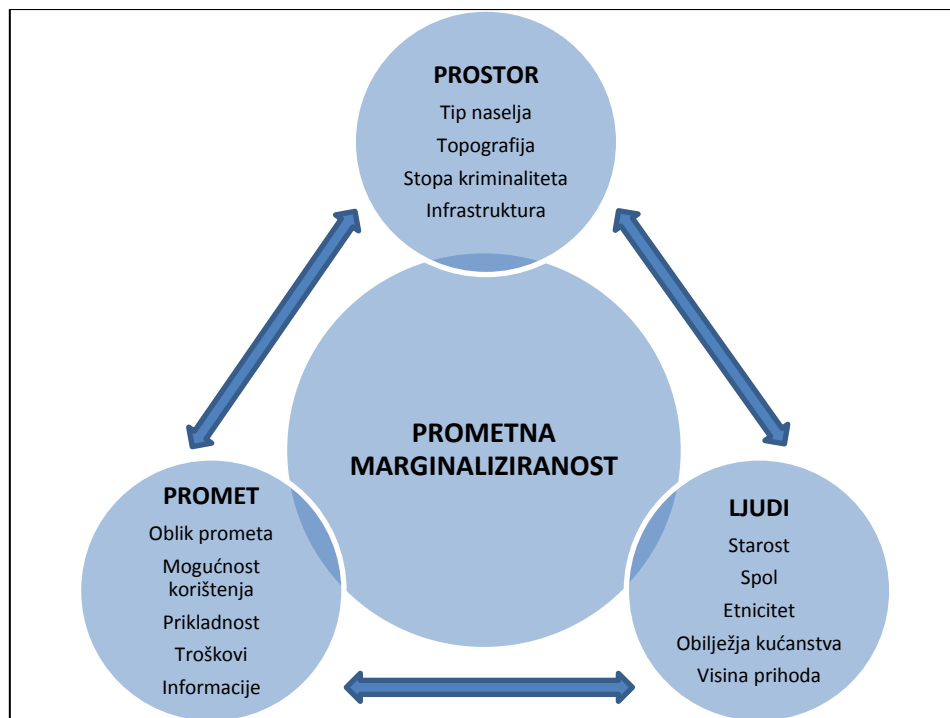 PROSTOR
Tip naselja
Topografija
Stopa kriminaliteta
Infrastruktura
PROMETNA
MARGINALIZIRANOST
PROMET
Oblik prometa
Mogućnost
korištenja
Prikladnost
Troškovi
Informacije
LJUDI
Starost
Spol
Etnicitet
Obilježja kućanstva
Visina prihoda